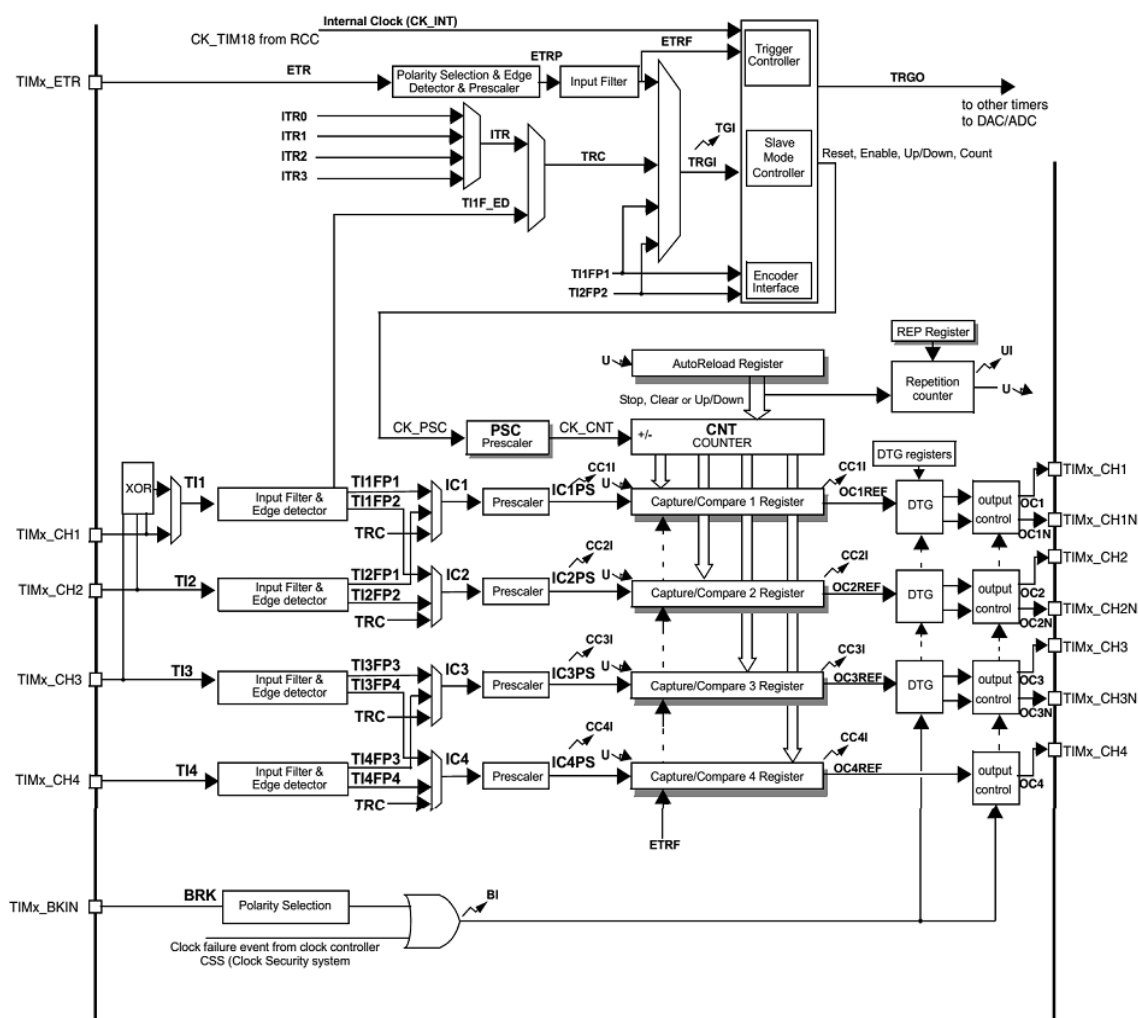 Internal Clock (CK_INT)
CK_TIM18 from RCC
ETRF
Trigger
Controller
TIMx_ETR
ETR
Polarity Selection & Edge
Detector & Prescaler
ETRP
Input Filter
TRGO
to other timers
to DAC/ADC
ITR0
ITR1
ITR2
ITR3
ITR
TRC
TGI
TRGI
Slave
Mode
Controller
Reset, Enable, Up/Down, Count
TI1F_ED
TI1FP1
TI2FP2
Encoder
Interface
REP Register
U
AutoReload Register
UI
Repetition
counter
U
Stop, Clear or Up/Down
CK_PSC
PSC
Prescaler
CK_CNT
+/-
CNT
COUNTER
DTG registers
XOR
TI1
Input Filter &
Edge detector
TI1FP1
TI1FP2
TRC
IC1
Prescaler
IC1PS
CC1I
U
Capture/Compare 1 Register
CC1I
OC1REF
DTG
output
control
OC1
OC1N
TIMx_CH1
TIMx_CH1N
TIMx_CH1
TIMx_CH2
TI2
Input Filter &
Edge detector
TI2FP1
TI2FP2
TRC
IC2
Prescaler
IC2PS
CC2I
U
Capture/Compare 2 Register
CC2I
OC2REF
DTG
output
control
OC2
OC2N
TIMx_CH2
TIMx_CH2N
TIMx_CH3
TI3
Input Filter &
Edge detector
TI3FP3
TI3FP4
TRC
IC3
Prescaler
IC3PS
CC3I
U
Capture/Compare 3 Register
CC3I
OC3REF
DTG
output
control
OC3
OC3N
TIMx_CH3
TIMx_CH3N
TIMx_CH4
TI4
Input Filter &
Edge detector
TI4FP3
TI4FP4
TRC
IC4
Prescaler
IC4PS
CC4I
U
Capture/Compare 4 Register
CC4I
OC4REF
output
control
OC4
TIMx_CH4
ETRF
TIMx_BKIN
BRK
Polarity Selection
BI
Clock failure event from clock controller
CSS (Clock Security system